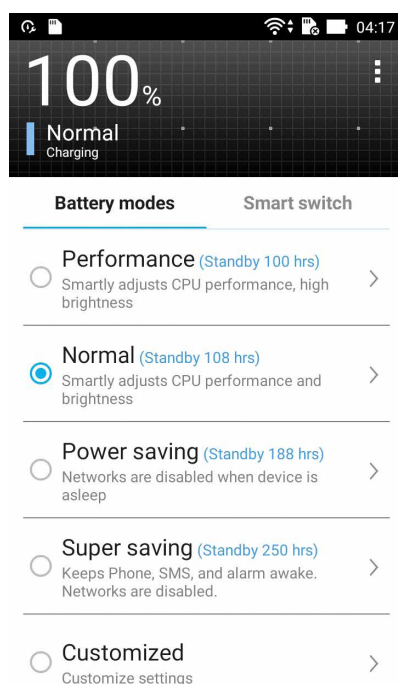 04:17
100%
Normal
Charging
Battery modes
Smart switch
Performance (Standby 100 hrs)
Smartly adjusts CPU performance, high
brightness
Normal (Standby 108 hrs)
Smartly adjusts CPU performance and
brightness
Power saving (Standby 188 hrs)
Networks are disabled when device is
asleep
Super saving (Standby 250 hrs)
Keeps Phone, SMS, and alarm awake.
Networks are disabled.
Customized
Customize settings